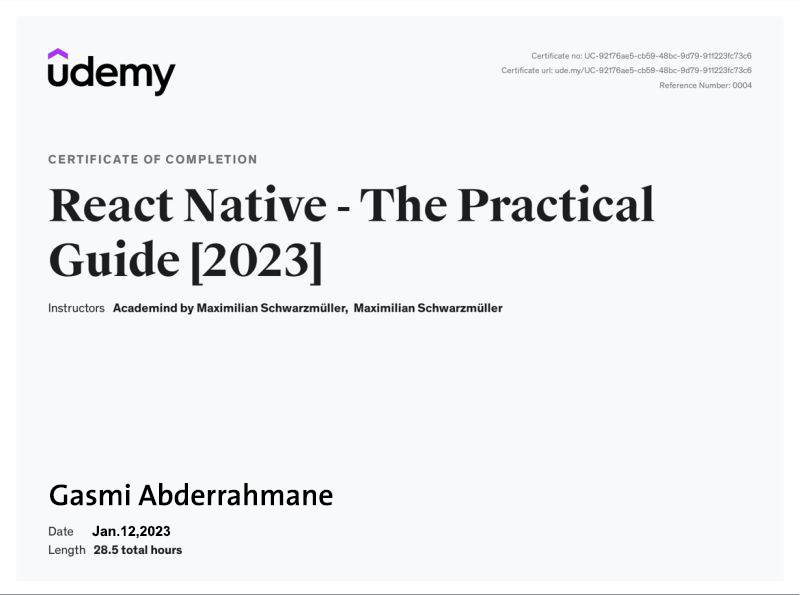 udemy
Certificate no: UC-92f76ae5-cb59-48bc-9d79-911223fc73c6
Certificate url: ude.my/UC-92f76ae5-cb59-48bc-9d79-911223fc73c6
Reference Number: 0004
CERTIFICATE OF COMPLETION
React Native - The Practical
Guide [2023]
Instructors Academind by Maximilian Schwarzmüller, Maximilian Schwarzmüller
Gasmi Abderrahmane
Date Jan.12,2023
Length 28.5 total hours